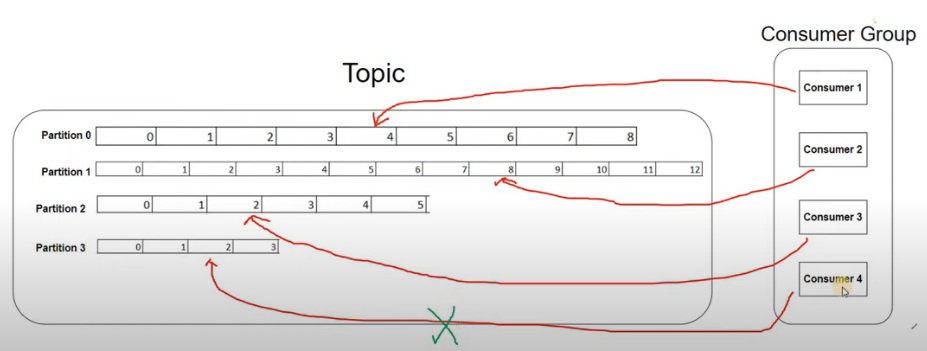 Consumer Group
Topic
Consumer 1
Partition 0 0 1 2 3 4 5 6 7 8
Consumer 2
Partition 1 0 1 2 3 4 5 6 7 8 9 10 11 12
Partition 2 0 1 2 3 4 5
Consumer 3
Partition 3 0 1 2 3
Consumer 4
X